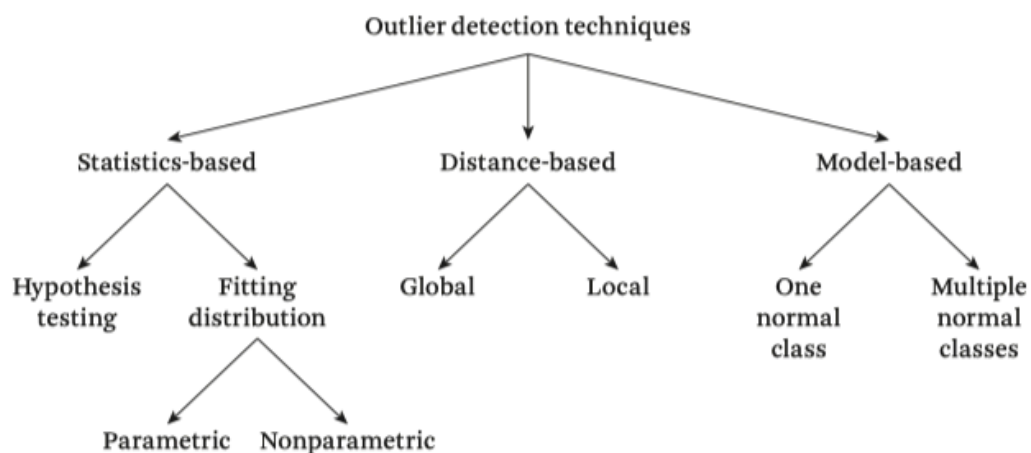 Outlier detection techniques
Statistics-based
Distance-based
Model-based
Hypothesis
testing
Fitting
distribution
Global
Local
One
normal
class
Multiple
normal
classes
Parametric
Nonparametric